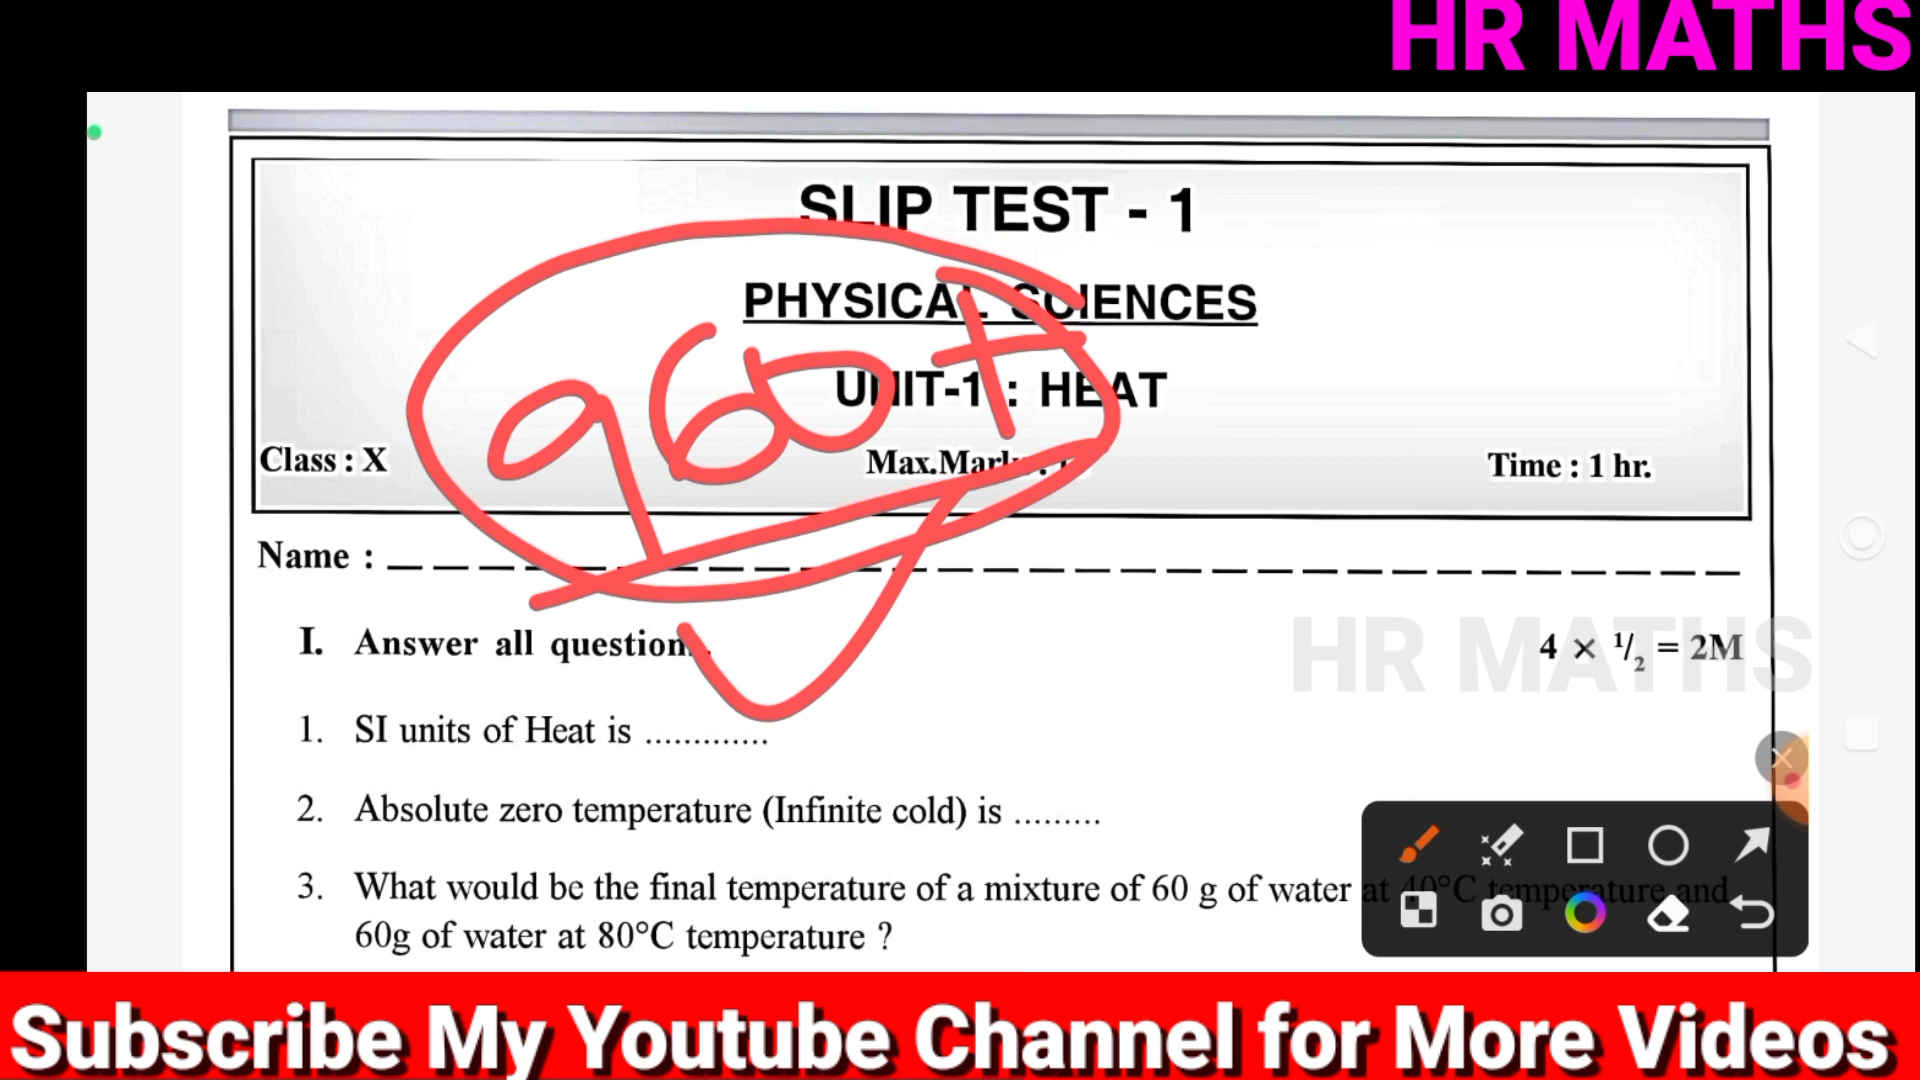 HR MATHS
SLIP TEST - 1
PHYSICAL SCIENCES
UNIT-1 : HEAT
960+
Class : X
Max.Marks :
Time : 1 hr.
Name :
I. Answer all question
4 × 1/2 = 2M
HR MATHS
1. SI units of Heat is .............
2. Absolute zero temperature (Infinite cold) is .........
3. What would be the final temperature of a mixture of 60 g of water at 40°C temperature and
60g of water at 80°C temperature ?
Subscribe My Youtube Channel for More Videos